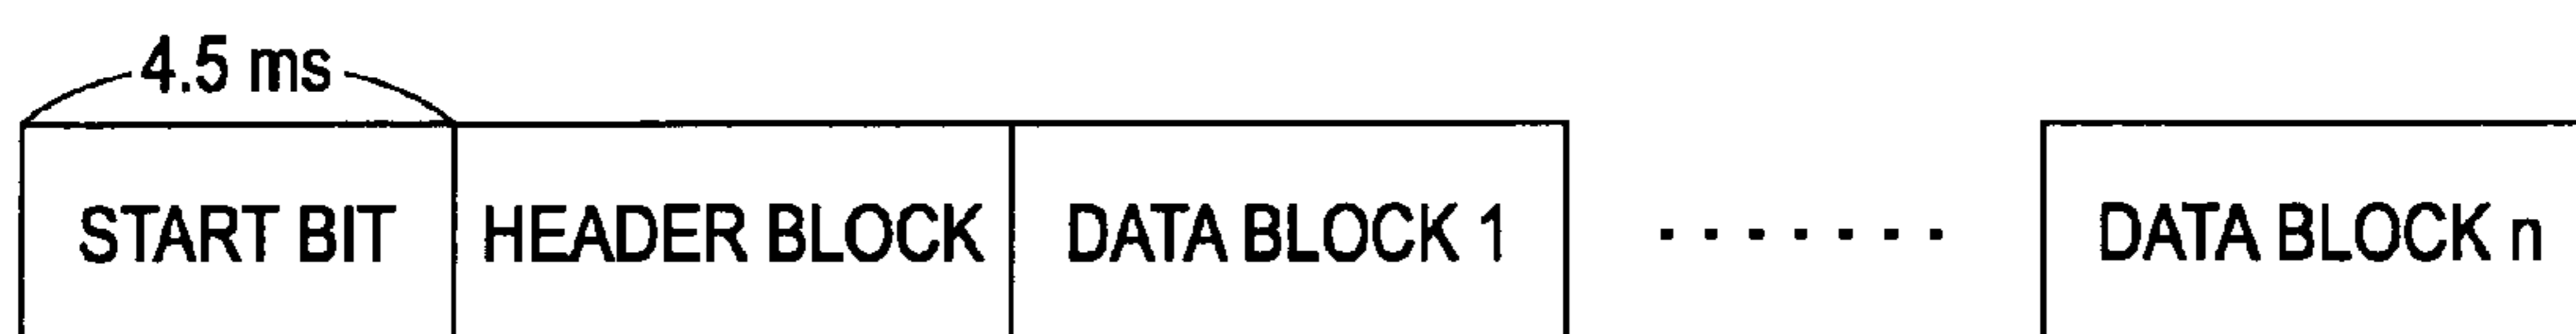 4.5 ms
START BIT HEADER BLOCK DATA BLOCK 1 ....... DATA BLOCK n